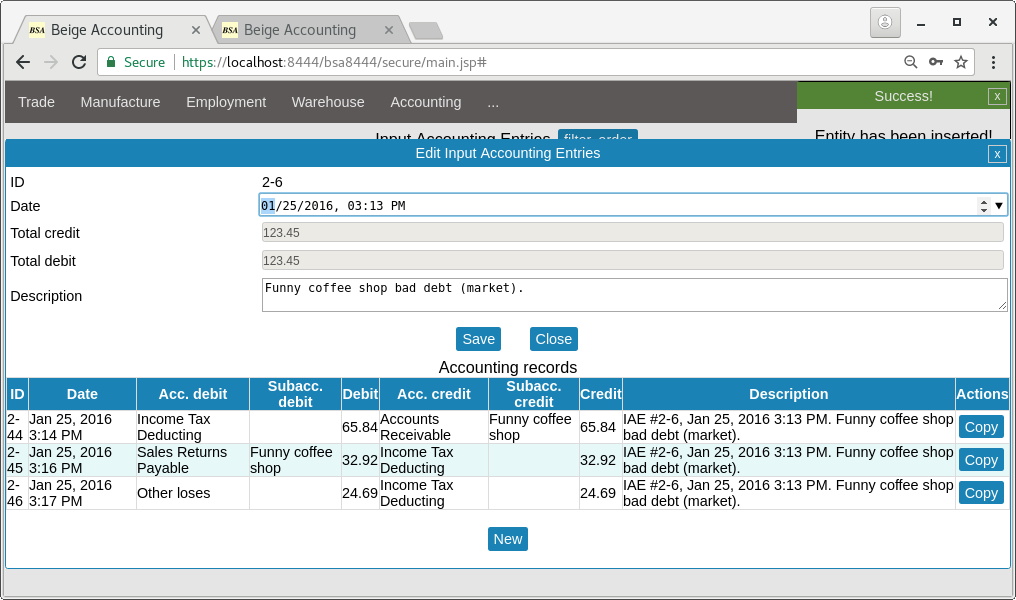 BSA Beige Accounting × BSA Beige Accounting ×
Secure https://localhost:8444/bsa8444/secure/main.jsp#
Trade Manufacture Employment Warehouse Accounting ...
Success! x
Input Accounting Entries filter, order
Entity has been inserted!
Edit Input Accounting Entries x
ID 2-6
Date 01/25/2016, 03:13 PM
Total credit 123.45
Total debit 123.45
Description Funny coffee shop bad debt (market).
Save Close
Accounting records
ID Date Acc. debit Subacc. debit Debit Acc. credit Subacc. credit Credit Description Actions
2-44 Jan 25, 2016 3:14 PM Income Tax Deducting 65.84 Accounts Receivable Funny coffee shop 65.84 IAE #2-6, Jan 25, 2016 3:13 PM. Funny coffee shop bad debt (market). Copy
2-45 Jan 25, 2016 3:16 PM Sales Returns Payable Funny coffee shop 32.92 Income Tax Deducting 32.92 IAE #2-6, Jan 25, 2016 3:13 PM. Funny coffee shop bad debt (market). Copy
2-46 Jan 25, 2016 3:17 PM Other loses 24.69 Income Tax Deducting 24.69 IAE #2-6, Jan 25, 2016 3:13 PM. Funny coffee shop bad debt (market). Copy
New